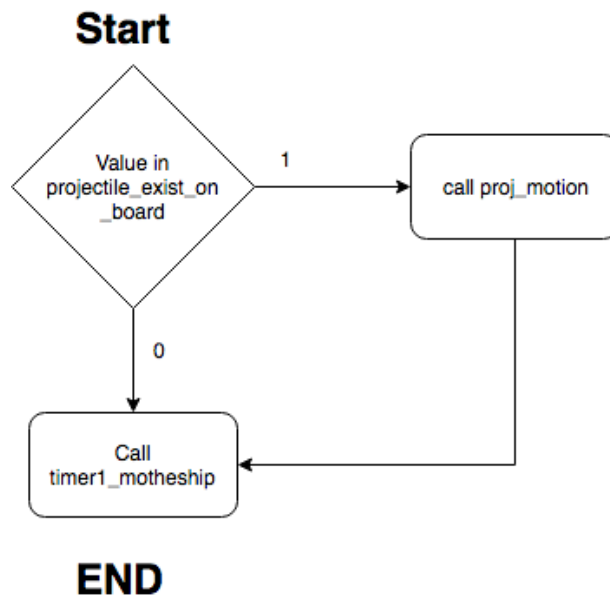 Start
Value in
projectile_exist_on
_board
1
call proj_motion
0
Call
timer1_motheship
END